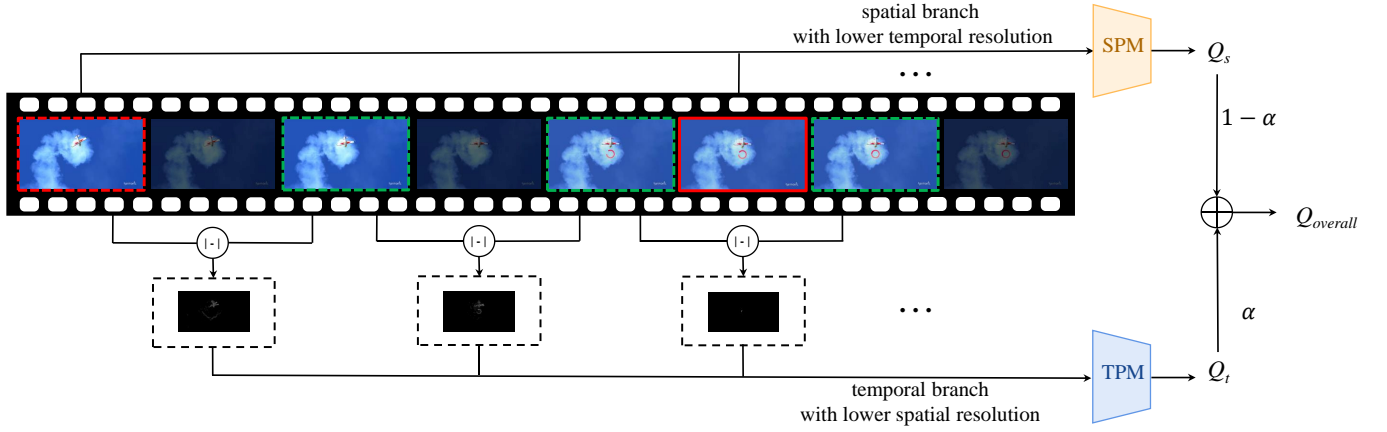 spatial branch
with lower temporal resolution
SPM
Q_s
...
1 − α
|-| |-| |-|
Q_overall
...
α
TPM
Q_t
temporal branch
with lower spatial resolution